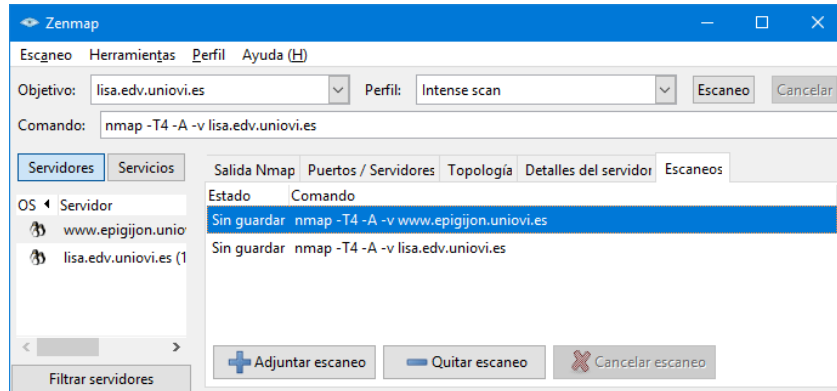 Zenmap
Escaneo Herramientas Perfil Ayuda (H)
Objetivo: lisa.edv.uniovi.es Perfil: Intense scan Escaneo Cancelar
Comando: nmap -T4 -A -v lisa.edv.uniovi.es
Servidores Servicios Salida Nmap Puertos / Servidores Topología Detalles del servidor Escaneos
OS Servidor
Estado Comando
Sin guardar nmap -T4 -A -v www.epigijon.uniovi.es
www.epigijon.unio
Sin guardar nmap -T4 -A -v lisa.edv.uniovi.es
lisa.edv.uniovi.es (1
Adjuntar escaneo Quitar escaneo Cancelar escaneo
Filtrar servidores